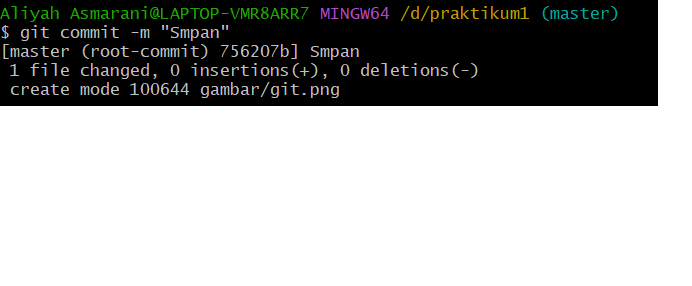 Aliyah Asmarani@LAPTOP-VMR8ARR7 MINGW64 /d/praktikum1 (master)
$ git commit -m "Smpan"
[master (root-commit) 756207b] Smpan
 1 file changed, 0 insertions(+), 0 deletions(-)
 create mode 100644 gambar/git.png